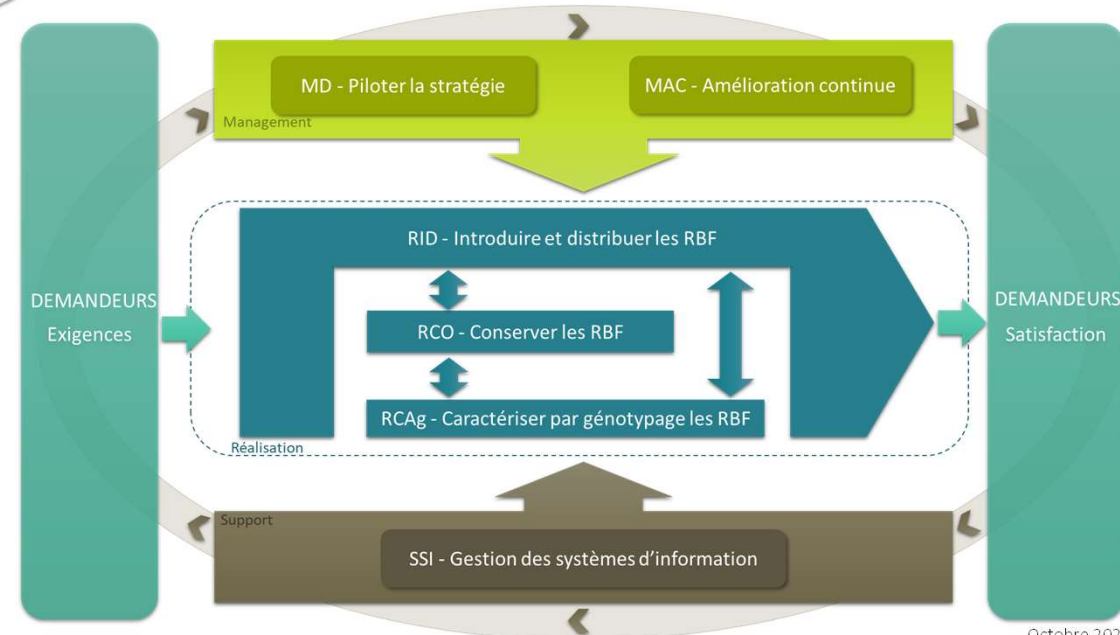 MD - Piloter la stratégie
MAC - Amélioration continue
Management
RID - Introduire et distribuer les RBF
DEMANDEURS
Exigences
RCO - Conserver les RBF
DEMANDEURS
Satisfaction
RCAg - Caractériser par génotypage les RBF
Réalisation
Support
SSI - Gestion des systèmes d'information
Octobre